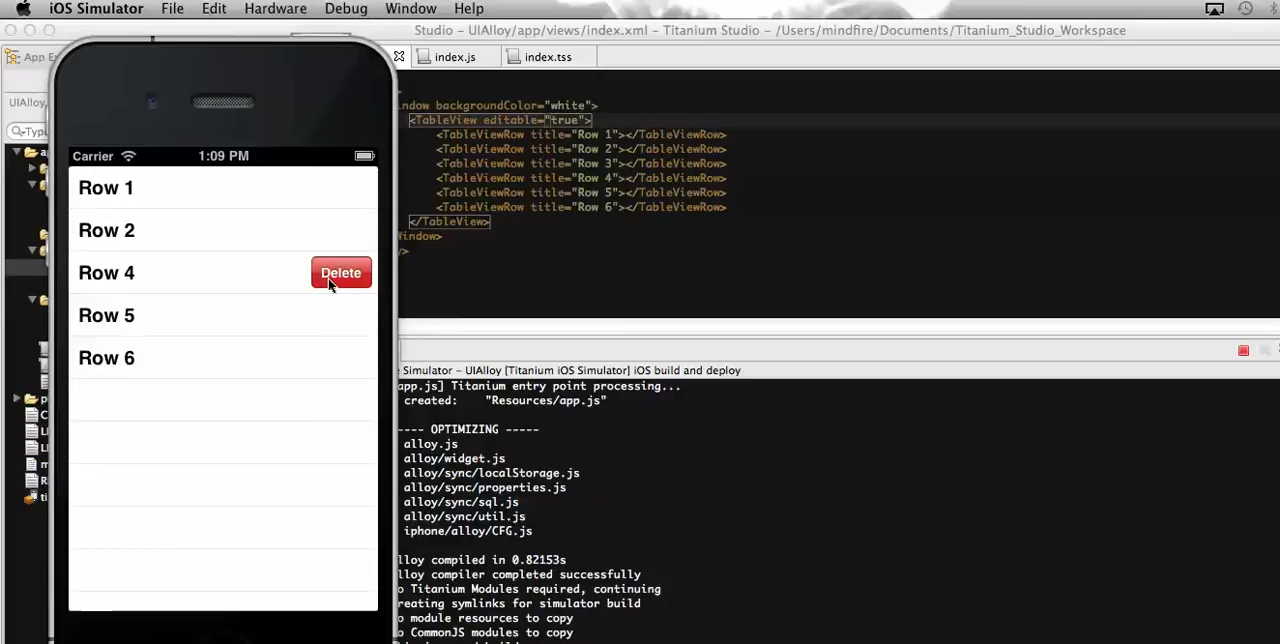 iOS Simulator File Edit Hardware Debug Window Help
Studio – UIAlloy/app/views/index.xml – Titanium Studio – /Users/mindfire/Documents/Titanium_Studio_Workspace
App
index.js
index.tss
UIAlloy
Carrier 1:09 PM
Row 1
Row 2
Row 4 Delete
Row 5
Row 6
indow backgroundColor="white">
<TableView editable="true">
<TableViewRow title="Row 1"></TableViewRow>
<TableViewRow title="Row 2"></TableViewRow>
<TableViewRow title="Row 3"></TableViewRow>
<TableViewRow title="Row 4"></TableViewRow>
<TableViewRow title="Row 5"></TableViewRow>
<TableViewRow title="Row 6"></TableViewRow>
</TableView>
Window>
/>
Simulator – UIAlloy [Titanium iOS Simulator] iOS build and deploy
app.js] Titanium entry point processing...
created: "Resources/app.js"
---- OPTIMIZING -----
alloy.js
alloy/widget.js
alloy/sync/localStorage.js
alloy/sync/properties.js
alloy/sync/sql.js
alloy/sync/util.js
iphone/alloy/CFG.js
lloy compiled in 0.82153s
lloy compiler completed successfully
o Titanium Modules required, continuing
reating symlinks for simulator build
o module resources to copy
o CommonJS modules to copy